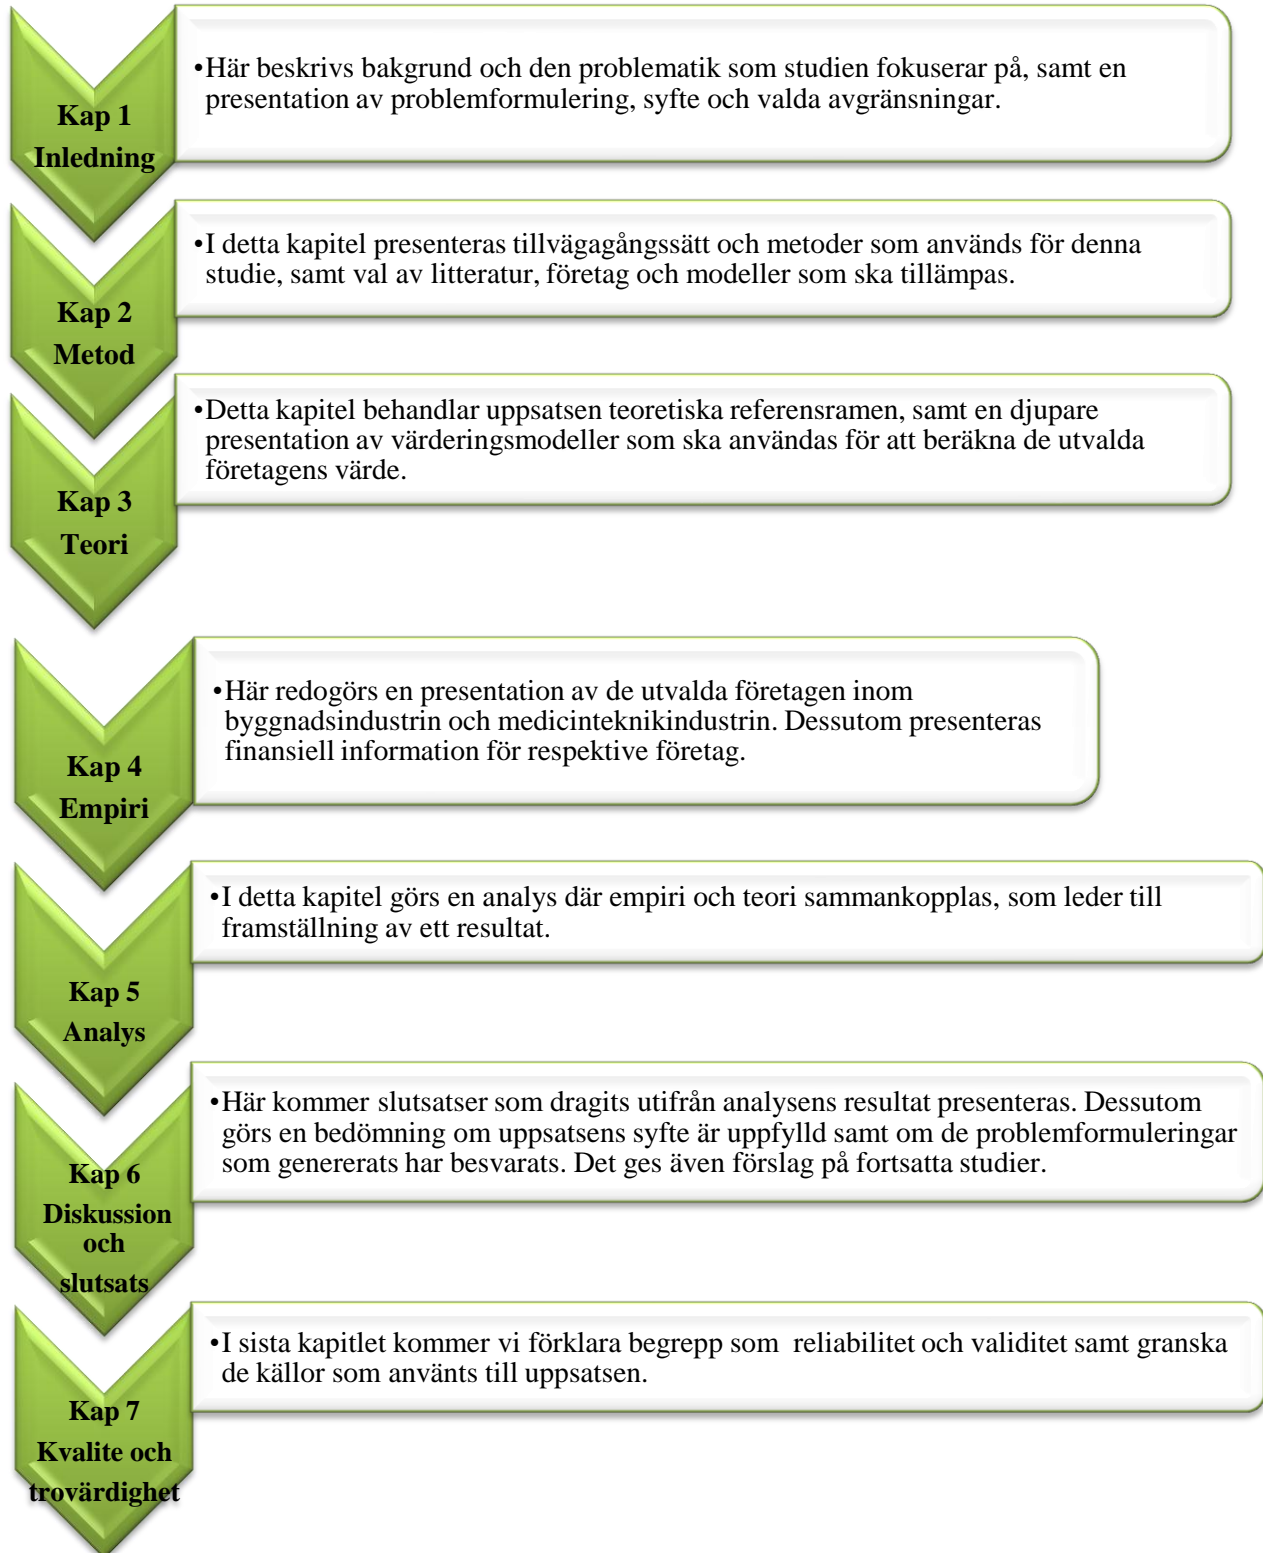 Kap 1
Inledning
•Här beskrivs bakgrund och den problematik som studien fokuserar på, samt en
presentation av problemformulering, syfte och valda avgränsningar.
Kap 2
Metod
•I detta kapitel presenteras tillvägagångssätt och metoder som används för denna
studie, samt val av litteratur, företag och modeller som ska tillämpas.
Kap 3
Teori
•Detta kapitel behandlar uppsatsen teoretiska referensramen, samt en djupare
presentation av värderingsmodeller som ska användas för att beräkna de utvalda
företagens värde.
Kap 4
Empiri
•Här redogörs en presentation av de utvalda företagen inom
byggnadsindustrin och medicinteknikindustrin. Dessutom presenteras
finansiell information för respektive företag.
Kap 5
Analys
•I detta kapitel görs en analys där empiri och teori sammankopplas, som leder till
framställning av ett resultat.
Kap 6
Diskussion
och
slutsats
•Här kommer slutsatser som dragits utifrån analysens resultat presenteras. Dessutom
görs en bedömning om uppsatsens syfte är uppfylld samt om de problemformuleringar
som genererats har besvarats. Det ges även förslag på fortsatta studier.
Kap 7
Kvalite och
trovärdighet
•I sista kapitlet kommer vi förklara begrepp som  reliabilitet och validitet samt granska
de källor som använts till uppsatsen.